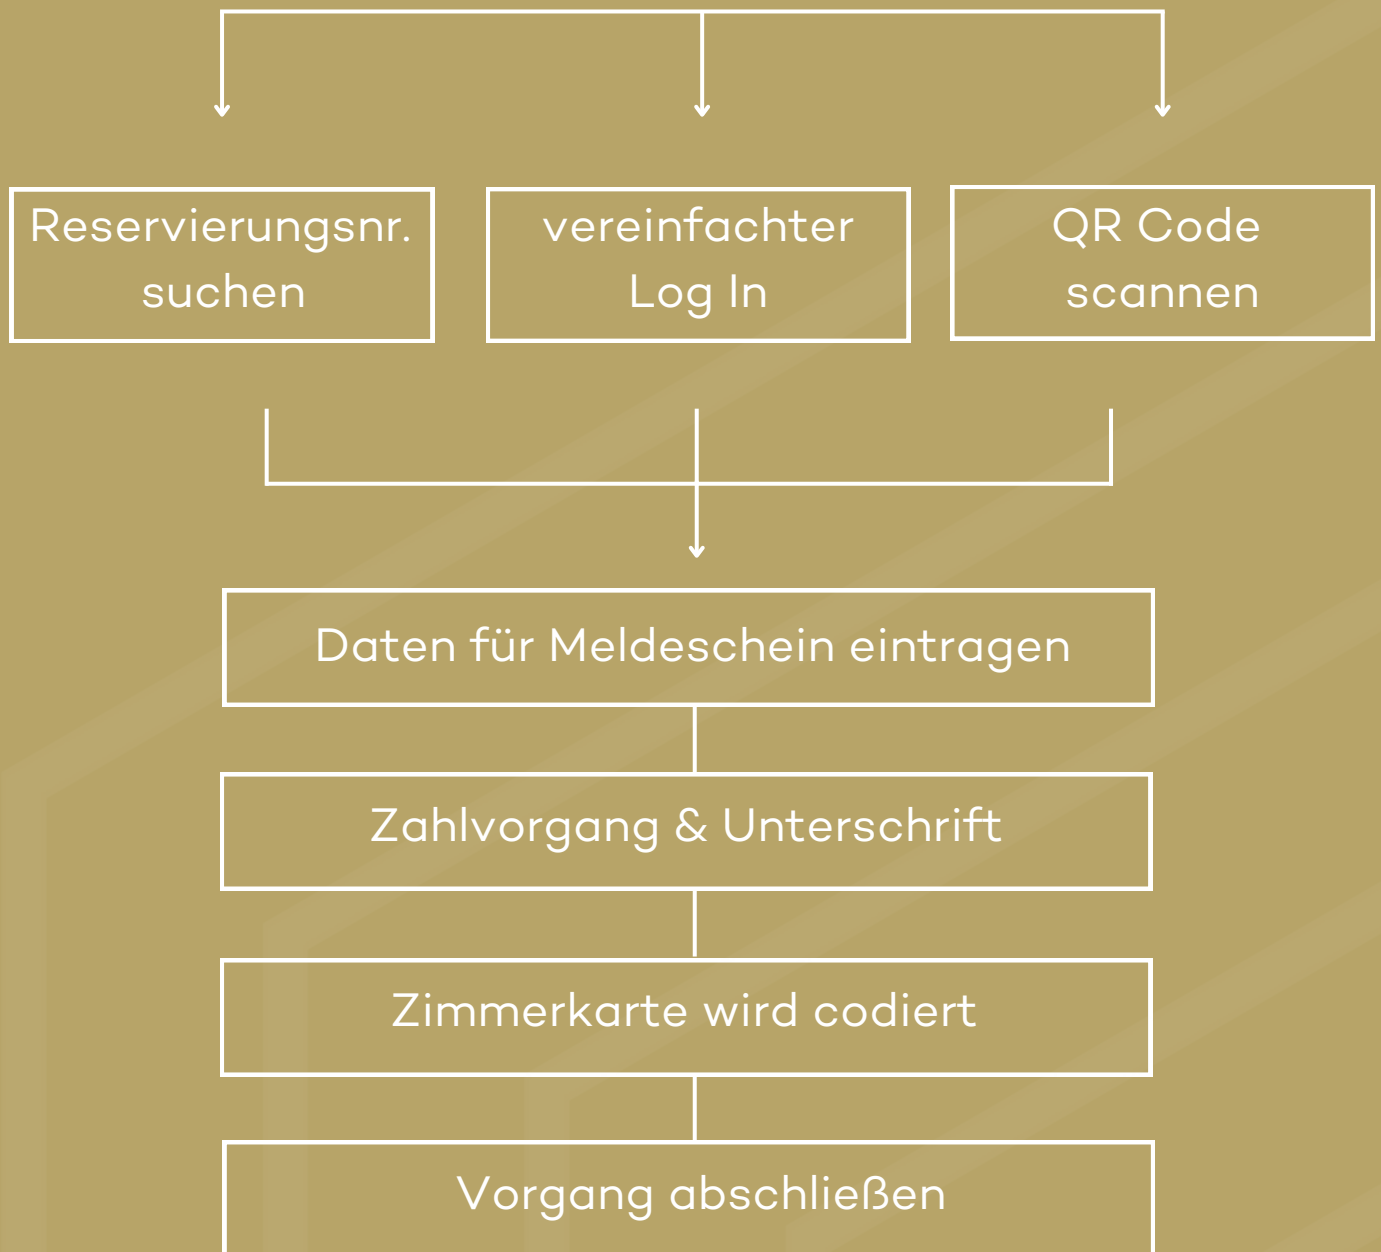 Reservierungsnr.
suchen
vereinfachter
Log In
QR Code
scannen
Daten für Meldeschein eintragen
Zahlvorgang & Unterschrift
Zimmerkarte wird codiert
Vorgang abschließen